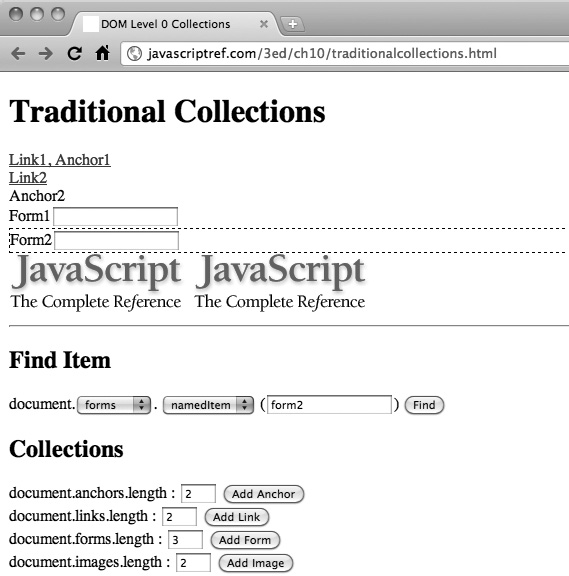 DOM Level 0 Collections
javascriptref.com/3ed/ch10/traditionalcollections.html
Traditional Collections
Link1, Anchor1
Link2
Anchor2
Form1
Form2
JavaScript JavaScript
The Complete Reference The Complete Reference
Find Item
document. forms . namedItem ( form2 ) Find
Collections
document.anchors.length : 2 Add Anchor
document.links.length : 2 Add Link
document.forms.length : 3 Add Form
document.images.length : 2 Add Image